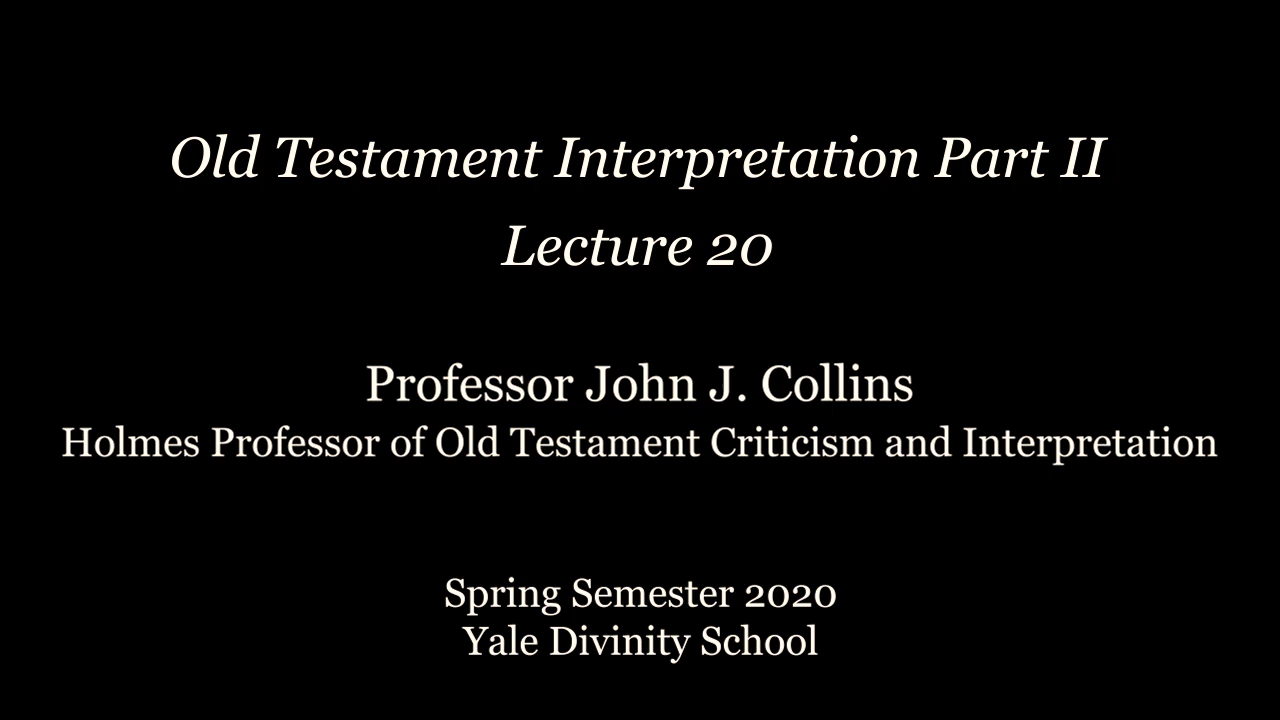 Old Testament Interpretation Part II
Lecture 20
Professor John J. Collins
Holmes Professor of Old Testament Criticism and Interpretation
Spring Semester 2020
Yale Divinity School